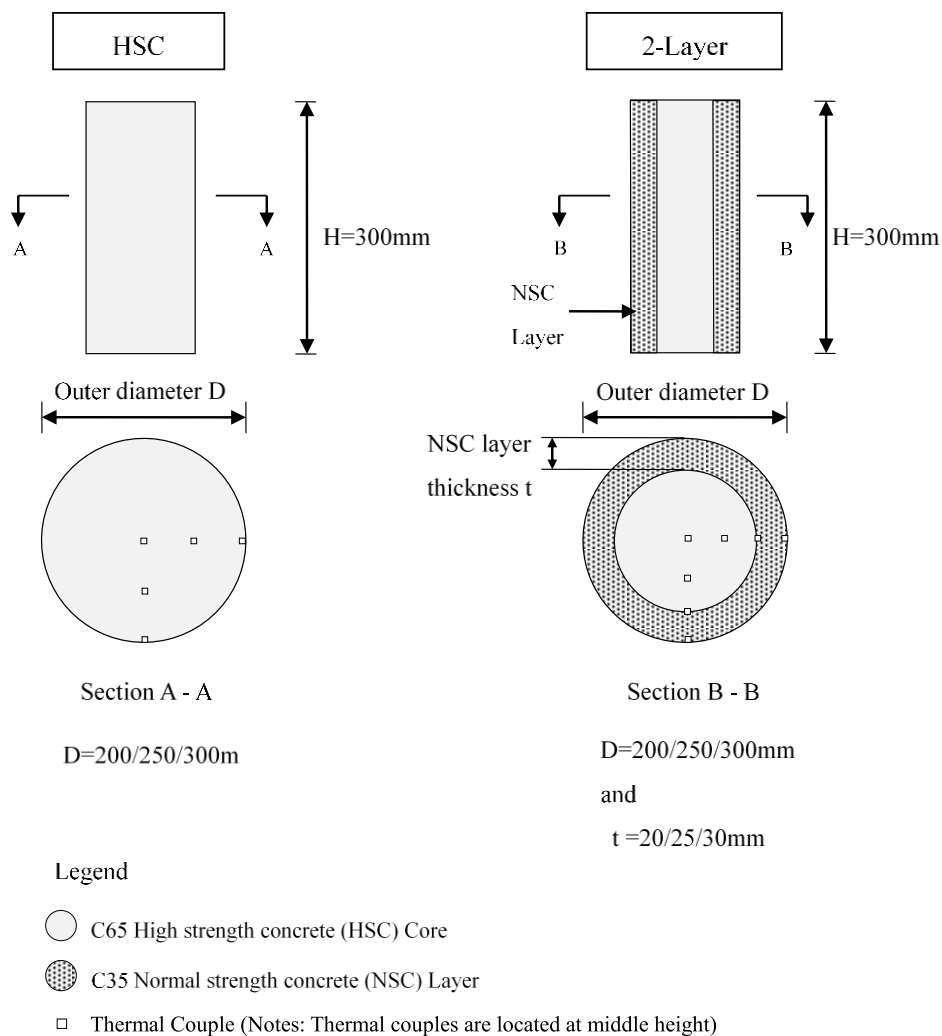 HSC
A
A
H=300mm
Outer diameter D
Section A - A
D=200/250/300m
2-Layer
B
B
H=300mm
NSC
Layer
Outer diameter D
NSC layer
thickness t
Section B - B
D=200/250/300mm
and
t =20/25/30mm
Legend
C65 High strength concrete (HSC) Core
C35 Normal strength concrete (NSC) Layer
Thermal Couple (Notes: Thermal couples are located at middle height)